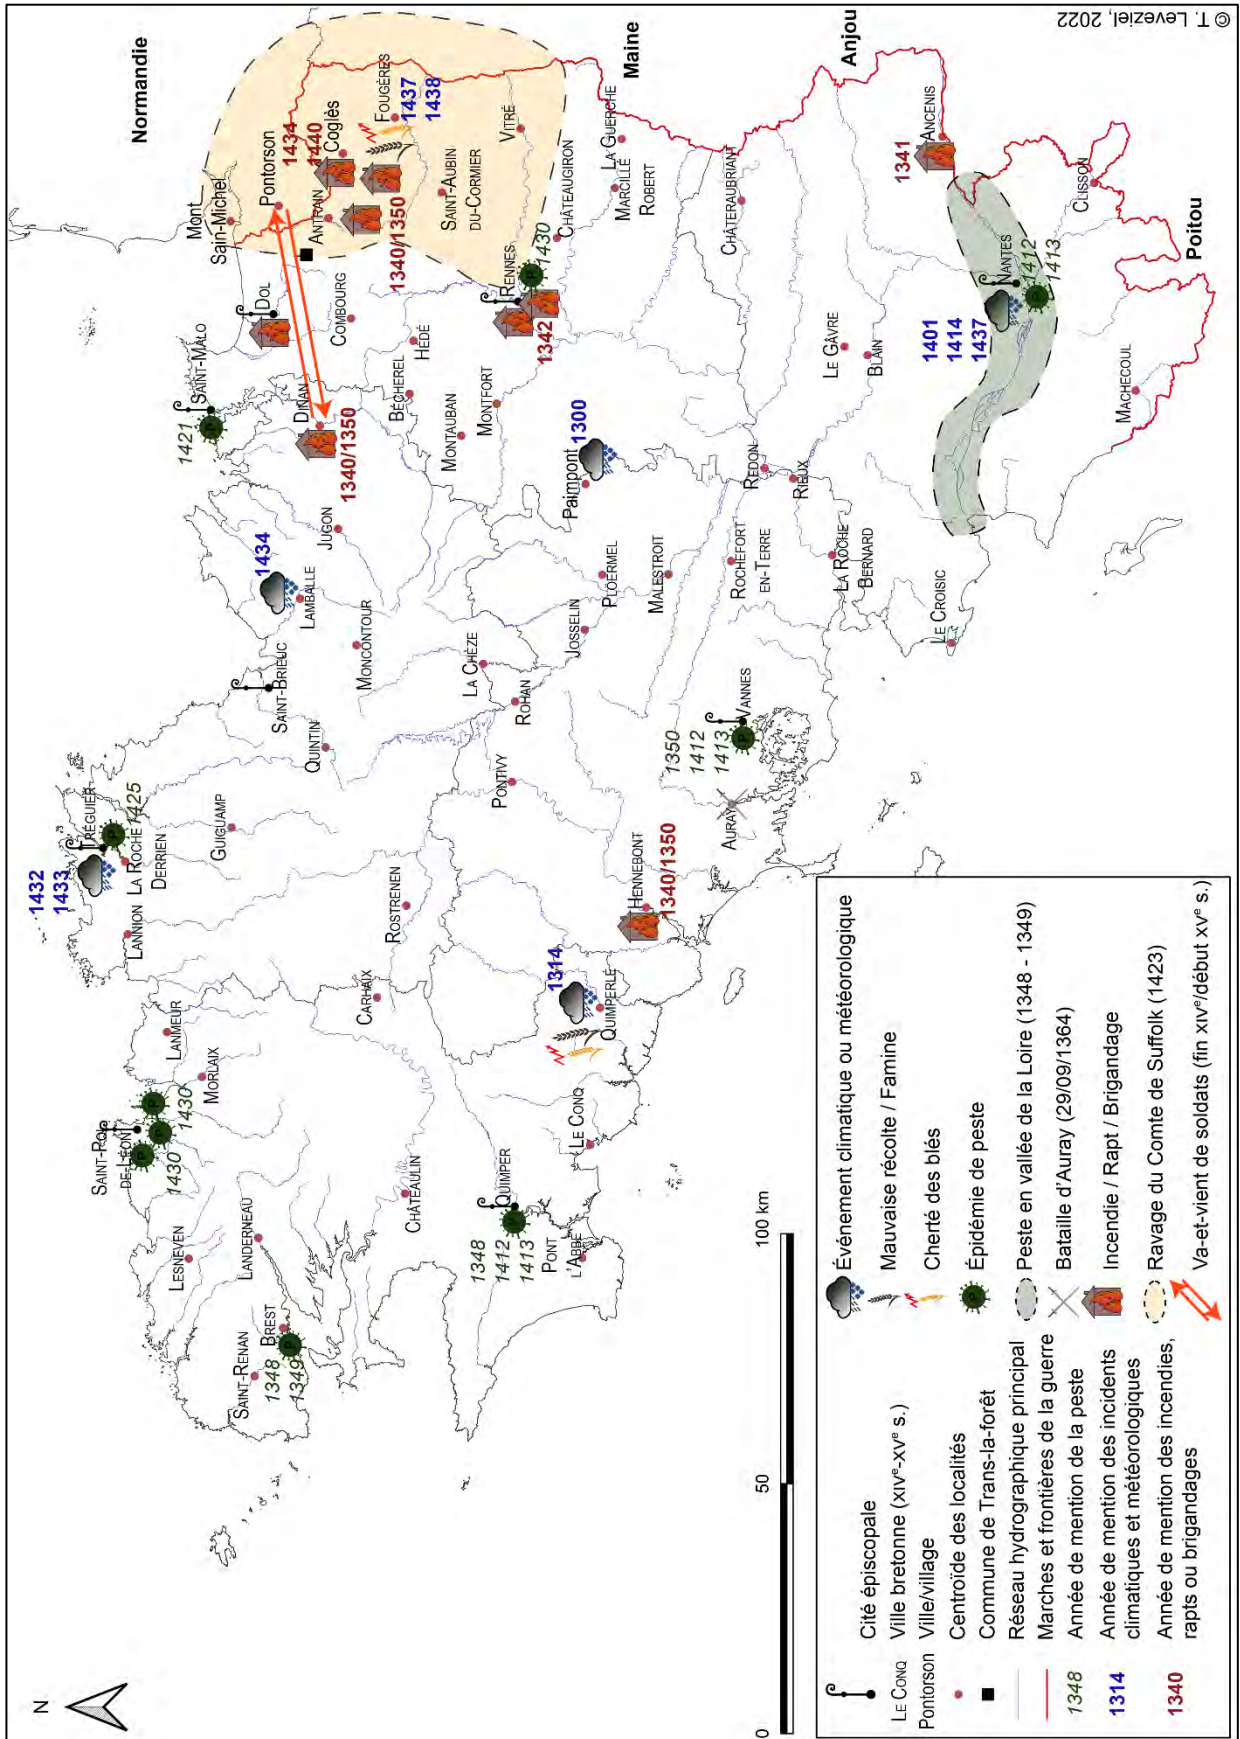 N
Normandie
Maine
Anjou
Poitou
Mont
Sain-Michel
Pontorson
1434
1440
Coglès
FOUGÈRES
1437
1438
ANTRAIN
1340/1350
SAINT-AUBIN
DU-CORMIER
VITRÉ
DOL
COMBOURG
SAINT-MALO
1421
DINAN
1340/1350
HÉDÉ
BÉCHEREL
MONTAUBAN
MONTFORT
RENNES
1430
1342
CHÂTEAUGIRON
LA GUERCHE
MARCILLÉ
ROBERT
CHÂTERAUBRIANT
1341
ANCENIS
CLISSON
NANTES
1412
1413
1401
1414
1437
MACHECOUL
LE GÂVRE
BLAIN
REDON
RIEUX
Paimpont
1300
1434
LAMBALLE
JUGON
MONCONTOUR
SAINT-BRIEUC
QUINTIN
LA CHÈZE
ROHAN
JOSSELIN
PLOËRMEL
MALESTROIT
ROCHEFORT
EN-TERRE
LA ROCHE
BERNARD
LE CROISIC
VANNES
1350
1412
1413
AURAY
PONTIVY
HENNEBONT
1340/1350
1432
1433
TRÉGUIER
1425
LA ROCHE
DERRIEN
GUIGUAMP
LANNION
ROSTRENEN
CARHAIX
1314
QUIMPERLÉ
LANMEUR
MORLAIX
SAINT-POL
DE-LÉON
1430
1430
LESNEVEN
LANDERNEAU
SAINT-RENAN
BREST
1348
1349
CHÂTEAULIN
QUIMPER
1348
1412
1413
PONT
L'ABBÉ
LE CONQ
0
50
100 km
Cité épiscopale
LE CONQ Ville bretonne (XIVe-XVe s.)
Pontorson Ville/village
Centroïde des localités
Commune de Trans-la-forêt
Réseau hydrographique principal
Marches et frontières de la guerre
1348 Année de mention de la peste
1314 Année de mention des incidents
climatiques et météorologiques
1340 Année de mention des incendies,
rapts ou brigandages
Événement climatique ou météorologique
Mauvaise récolte / Famine
Cherté des blés
P Épidémie de peste
Peste en vallée de la Loire (1348 - 1349)
Bataille d'Auray (29/09/1364)
Incendie / Rapt / Brigandage
Ravage du Comte de Suffolk (1423)
Va-et-vient de soldats (fin XIVe/début XVe s.)
© T. Leveziel, 2022